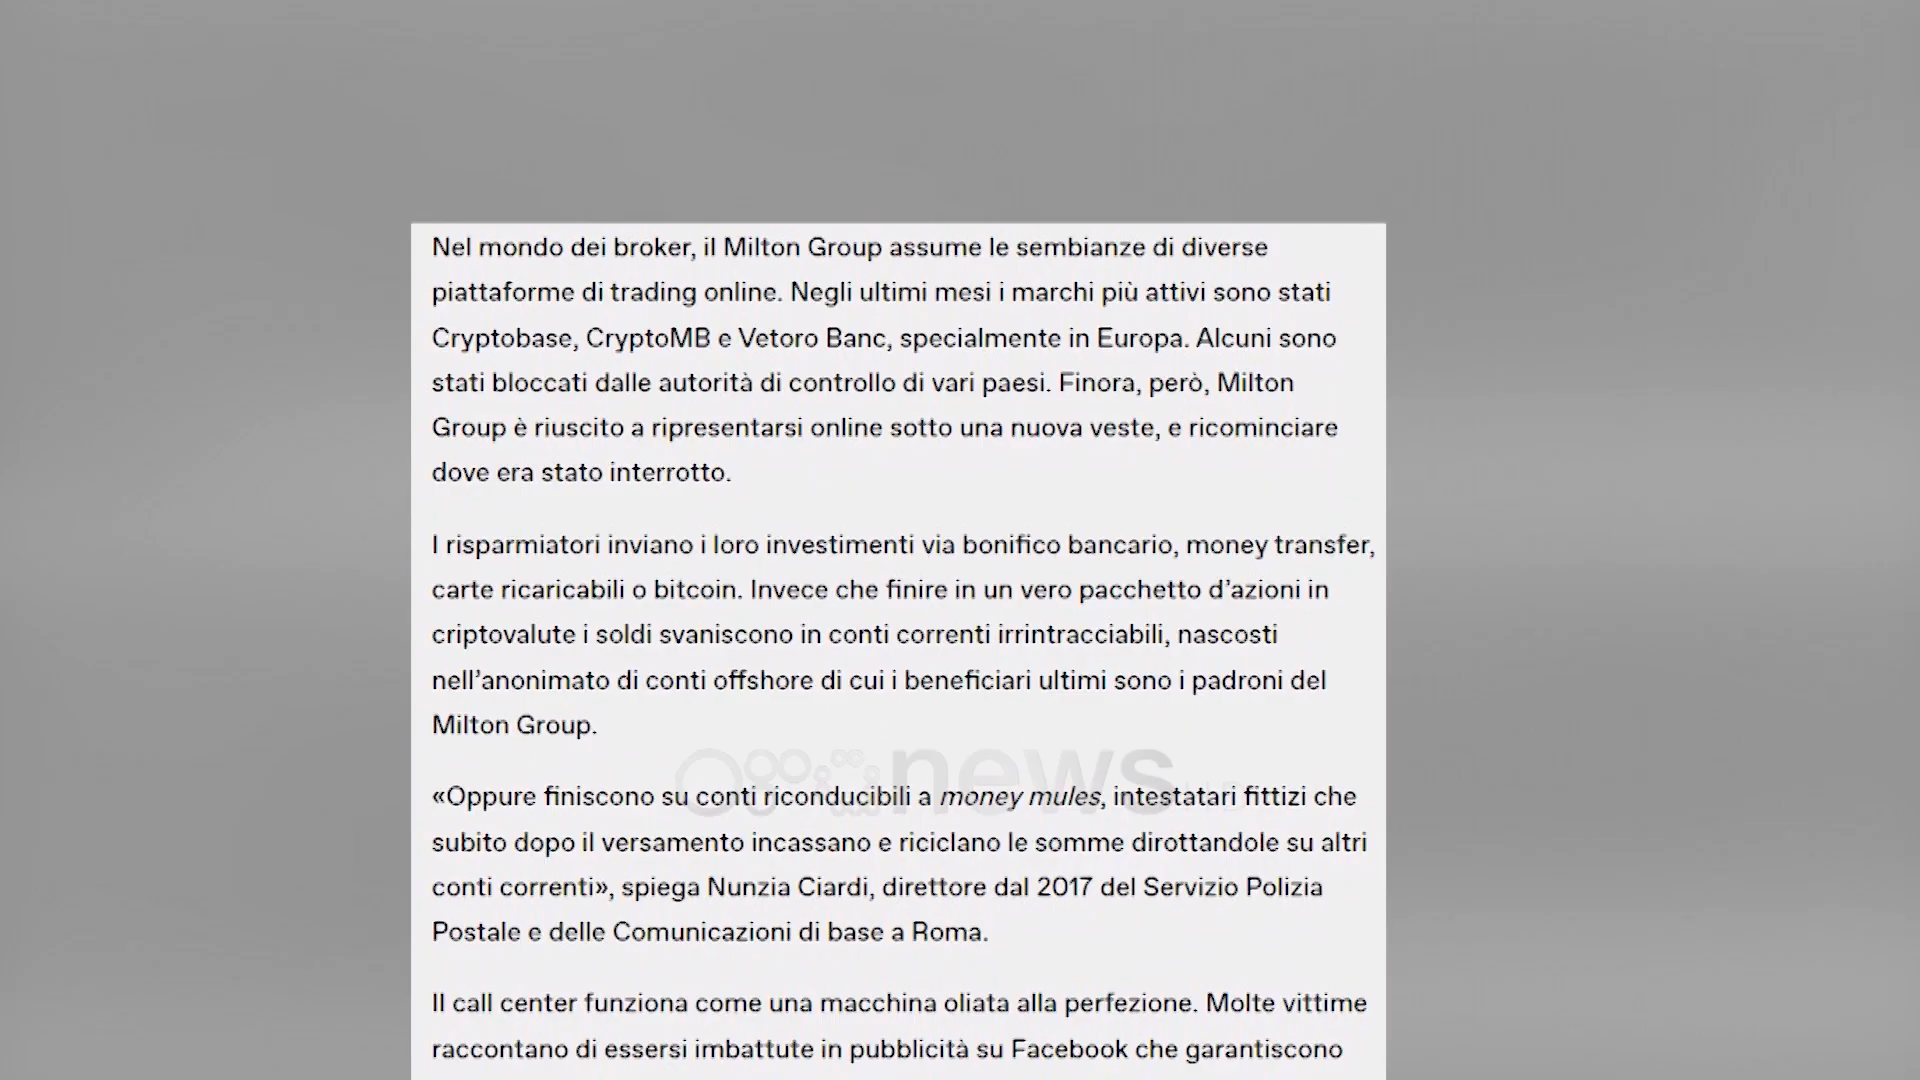 Nel mondo dei broker, il Milton Group assume le sembianze di diverse
piattaforme di trading online. Negli ultimi mesi i marchi più attivi sono stati
Cryptobase, CryptoMB e Vetoro Banc, specialmente in Europa. Alcuni sono
stati bloccati dalle autorità di controllo di vari paesi. Finora, però, Milton
Group è riuscito a ripresentarsi online sotto una nuova veste, e ricominciare
dove era stato interrotto.
I risparmiatori inviano i loro investimenti via bonifico bancario, money transfer,
carte ricaricabili o bitcoin. Invece che finire in un vero pacchetto d’azioni in
criptovalute i soldi svaniscono in conti correnti irrintracciabili, nascosti
nell’anonimato di conti offshore di cui i beneficiari ultimi sono i padroni del
Milton Group.
news
«Oppure finiscono su conti riconducibili a money mules, intestatari fittizi che
subito dopo il versamento incassano e riciclano le somme dirottandole su altri
conti correnti», spiega Nunzia Ciardi, direttore dal 2017 del Servizio Polizia
Postale e delle Comunicazioni di base a Roma.
Il call center funziona come una macchina oliata alla perfezione. Molte vittime
raccontano di essersi imbattute in pubblicità su Facebook che garantiscono